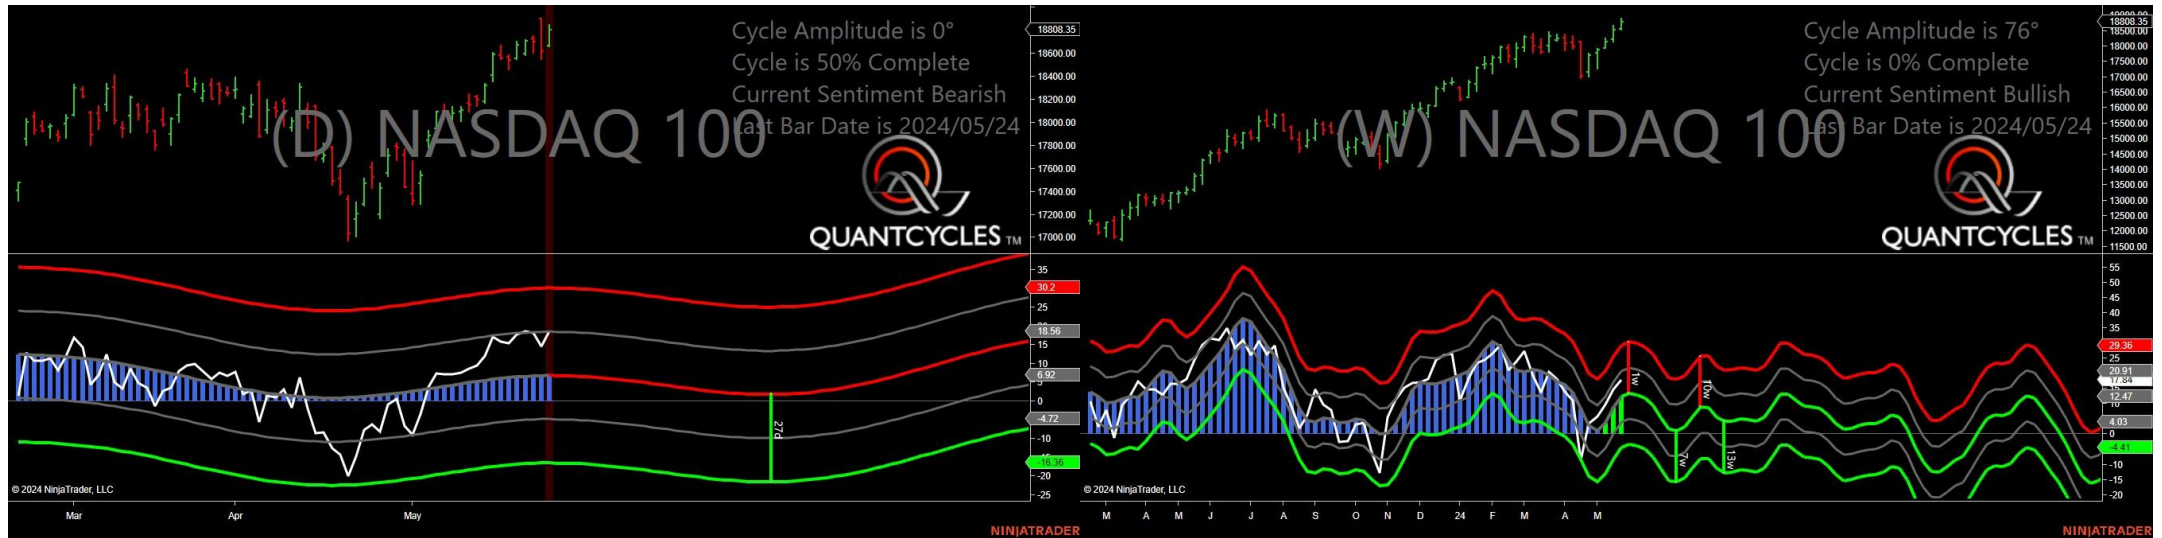 Cycle Amplitude is 0°
Cycle is 50% Complete
Current Sentiment Bearish
Last Bar Date is 2024/05/24
(D) NASDAQ 100
QUANTCYCLES TM
18808.35
18600.00
18400.00
18200.00
18000.00
17800.00
17600.00
17400.00
17200.00
17000.00
35
30.2
25
18.56
15
10
6.92
5
0
-4.72
-10
-16.36
-20
-25
27d
© 2024 NinjaTrader, LLC
Mar
Apr
May
NINJATRADER
Cycle Amplitude is 76°
Cycle is 0% Complete
Current Sentiment Bullish
Last Bar Date is 2024/05/24
(W) NASDAQ 100
QUANTCYCLES TM
18808.35
18500.00
18000.00
17500.00
17000.00
16500.00
16000.00
15500.00
15000.00
14500.00
14000.00
13500.00
13000.00
12500.00
12000.00
11500.00
55
50
45
40
35
29.36
25
20.91
17.84
12.47
10
4.03
0
-4.41
-10
-15
-20
1w
10w
7w
13w
© 2024 NinjaTrader, LLC
M A M J J A S O N D 24 F M A M
NINJATRADER